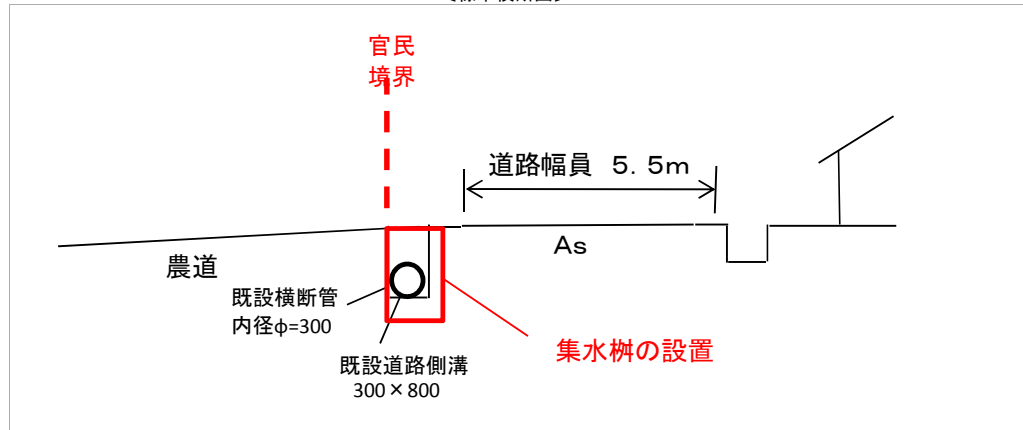 官民
境界
道路幅員　５．５ｍ
Ａｓ
農道
既設横断管
内径φ=300
既設道路側溝
300×800
集水桝の設置